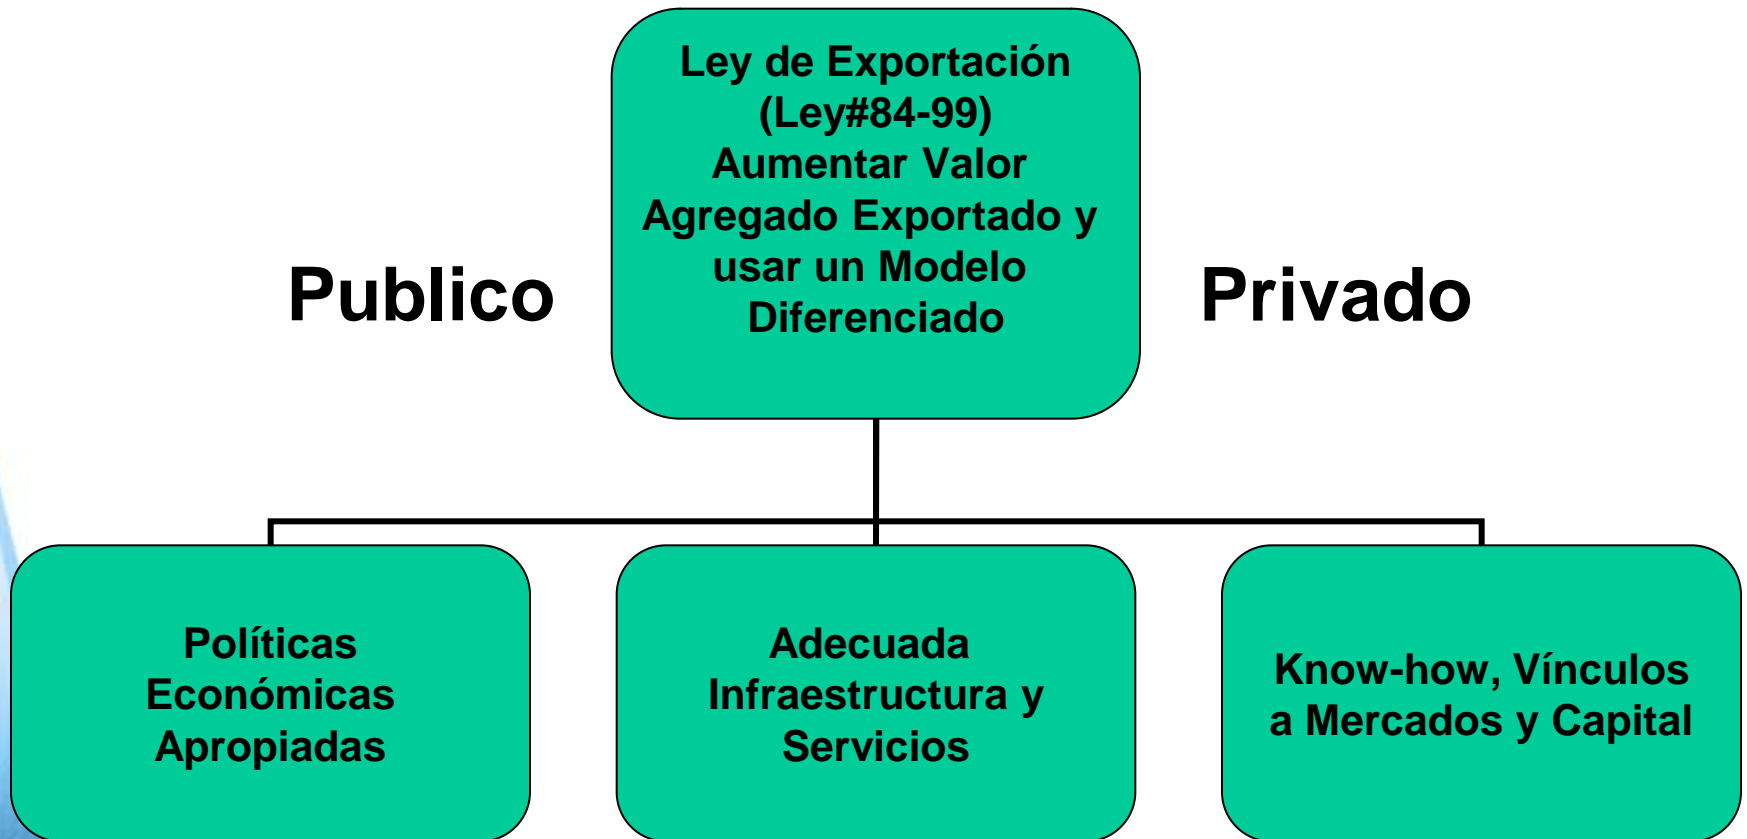 Ley de Exportación
(Ley#84-99)
Aumentar Valor
Agregado Exportado y
usar un Modelo
Diferenciado
Publico
Privado
Políticas
Económicas
Apropiadas
Adecuada
Infraestructura y
Servicios
Know-how, Vínculos
a Mercados y Capital